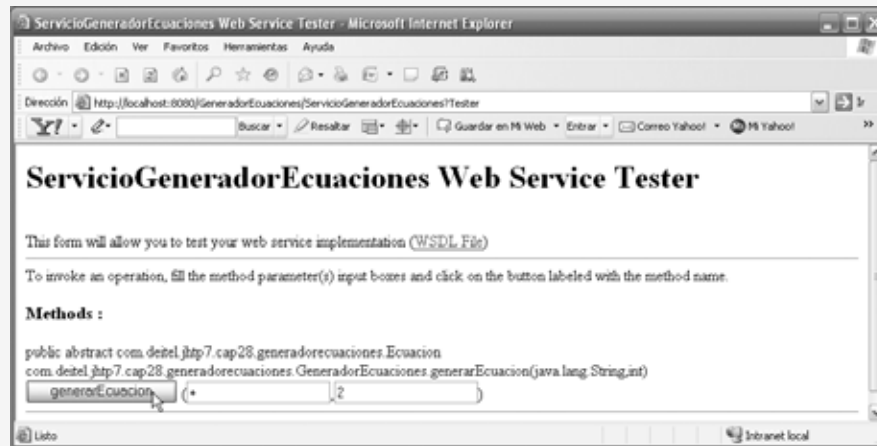 ServicioGeneradorEcuaciones Web Service Tester - Microsoft Internet Explorer
Archivo Edición Ver Favoritos Herramientas Ayuda
Dirección http://localhost:8080/GeneradorEcuaciones/ServicioGeneradorEcuaciones?Tester Ir
Y! Buscar Resaltar Guardar en Mi Web Entrar Correo Yahoo! Mi Yahoo! »
ServicioGeneradorEcuaciones Web Service Tester
This form will allow you to test your web service implementation (WSDL File)
To invoke an operation, fill the method parameter(s) input boxes and click on the button labeled with the method name.
Methods :
public abstract com.deitel.jhtp7.cap28.generadorecuaciones.Ecuacion
com.deitel.jhtp7.cap28.generadorecuaciones.GeneradorEcuaciones.generarEcuacion(java.lang.String,int)
generarEcuacion (* ,2 )
Listo Intranet local